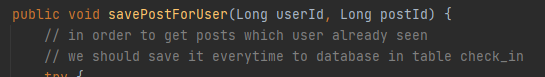 public void savePostForUser(Long userId, Long postId) {
// in order to get posts which user already seen
// we should save it everytime to database in table check_in
try {